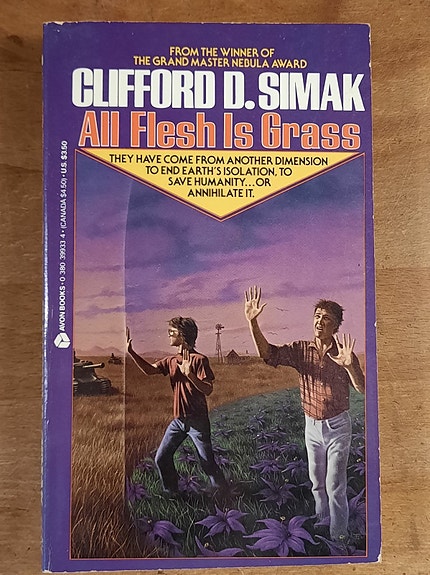 FROM THE WINNER OF
THE GRAND MASTER NEBULA AWARD
CLIFFORD D. SIMAK
All Flesh Is Grass
THEY HAVE COME FROM ANOTHER DIMENSION
TO END EARTH'S ISOLATION, TO
SAVE HUMANITY...OR
ANNIHILATE IT.
AVON BOOKS • 0 380 39933 4 • (CANADA $4.50) • U.S. $3.50